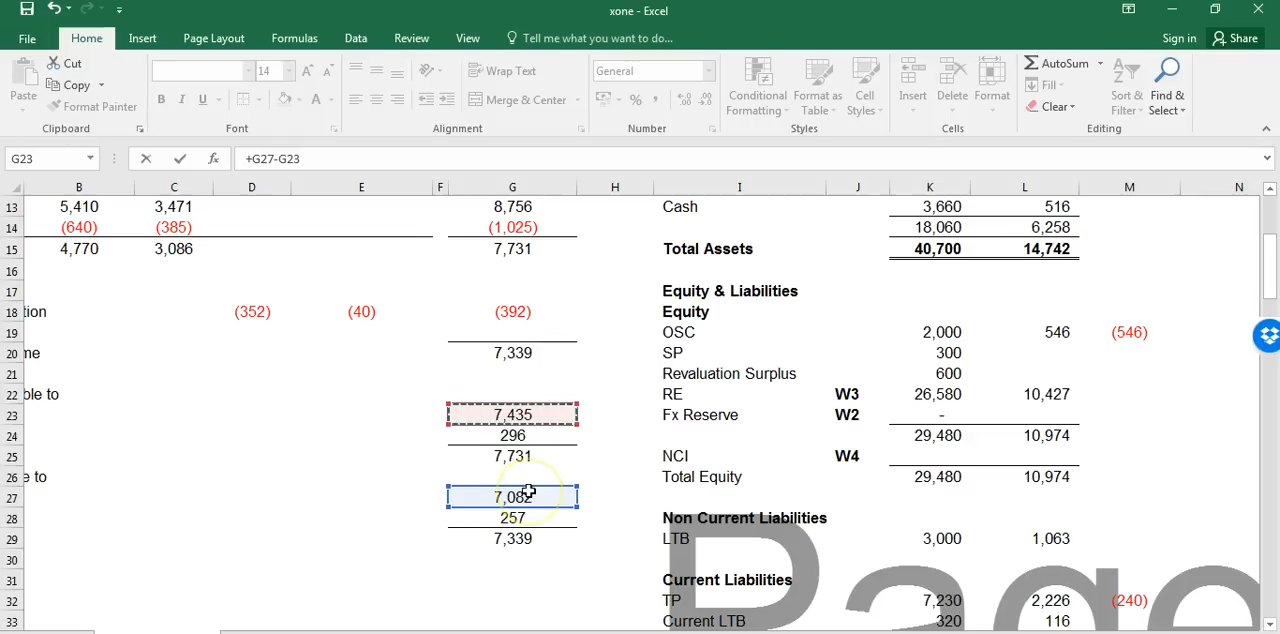 xone - Excel
File Home Insert Page Layout Formulas Data Review View Tell me what you want to do... Sign in Share
Paste Cut Copy Format Painter 14 B I U A Wrap Text Merge & Center General % Conditional Formatting Format as Table Cell Styles Insert Delete Format AutoSum Fill Clear Sort & Filter Find & Select
Clipboard Font Alignment Number Styles Cells Editing
G23 fx +G27-G23
B C D E F G H I J K L M N
13 5,410 3,471 8,756 Cash 3,660 516
14 (640) (385) (1,025) 18,060 6,258
15 4,770 3,086 7,731 Total Assets 40,700 14,742
16
17 Equity & Liabilities
18 tion (352) (40) (392) Equity
19 OSC 2,000 546 (546)
20 me 7,339 SP 300
21 Revaluation Surplus 600
22 ble to RE W3 26,580 10,427
23 7,435 Fx Reserve W2 -
24 296 29,480 10,974
25 7,731 NCI W4
26 e to Total Equity 29,480 10,974
27 7,082
28 257 Non Current Liabilities
29 7,339 LTB 3,000 1,063
30
31 Current Liabilities
32 TP 7,230 2,226 (240)
33 Current LTB 320 116
Page